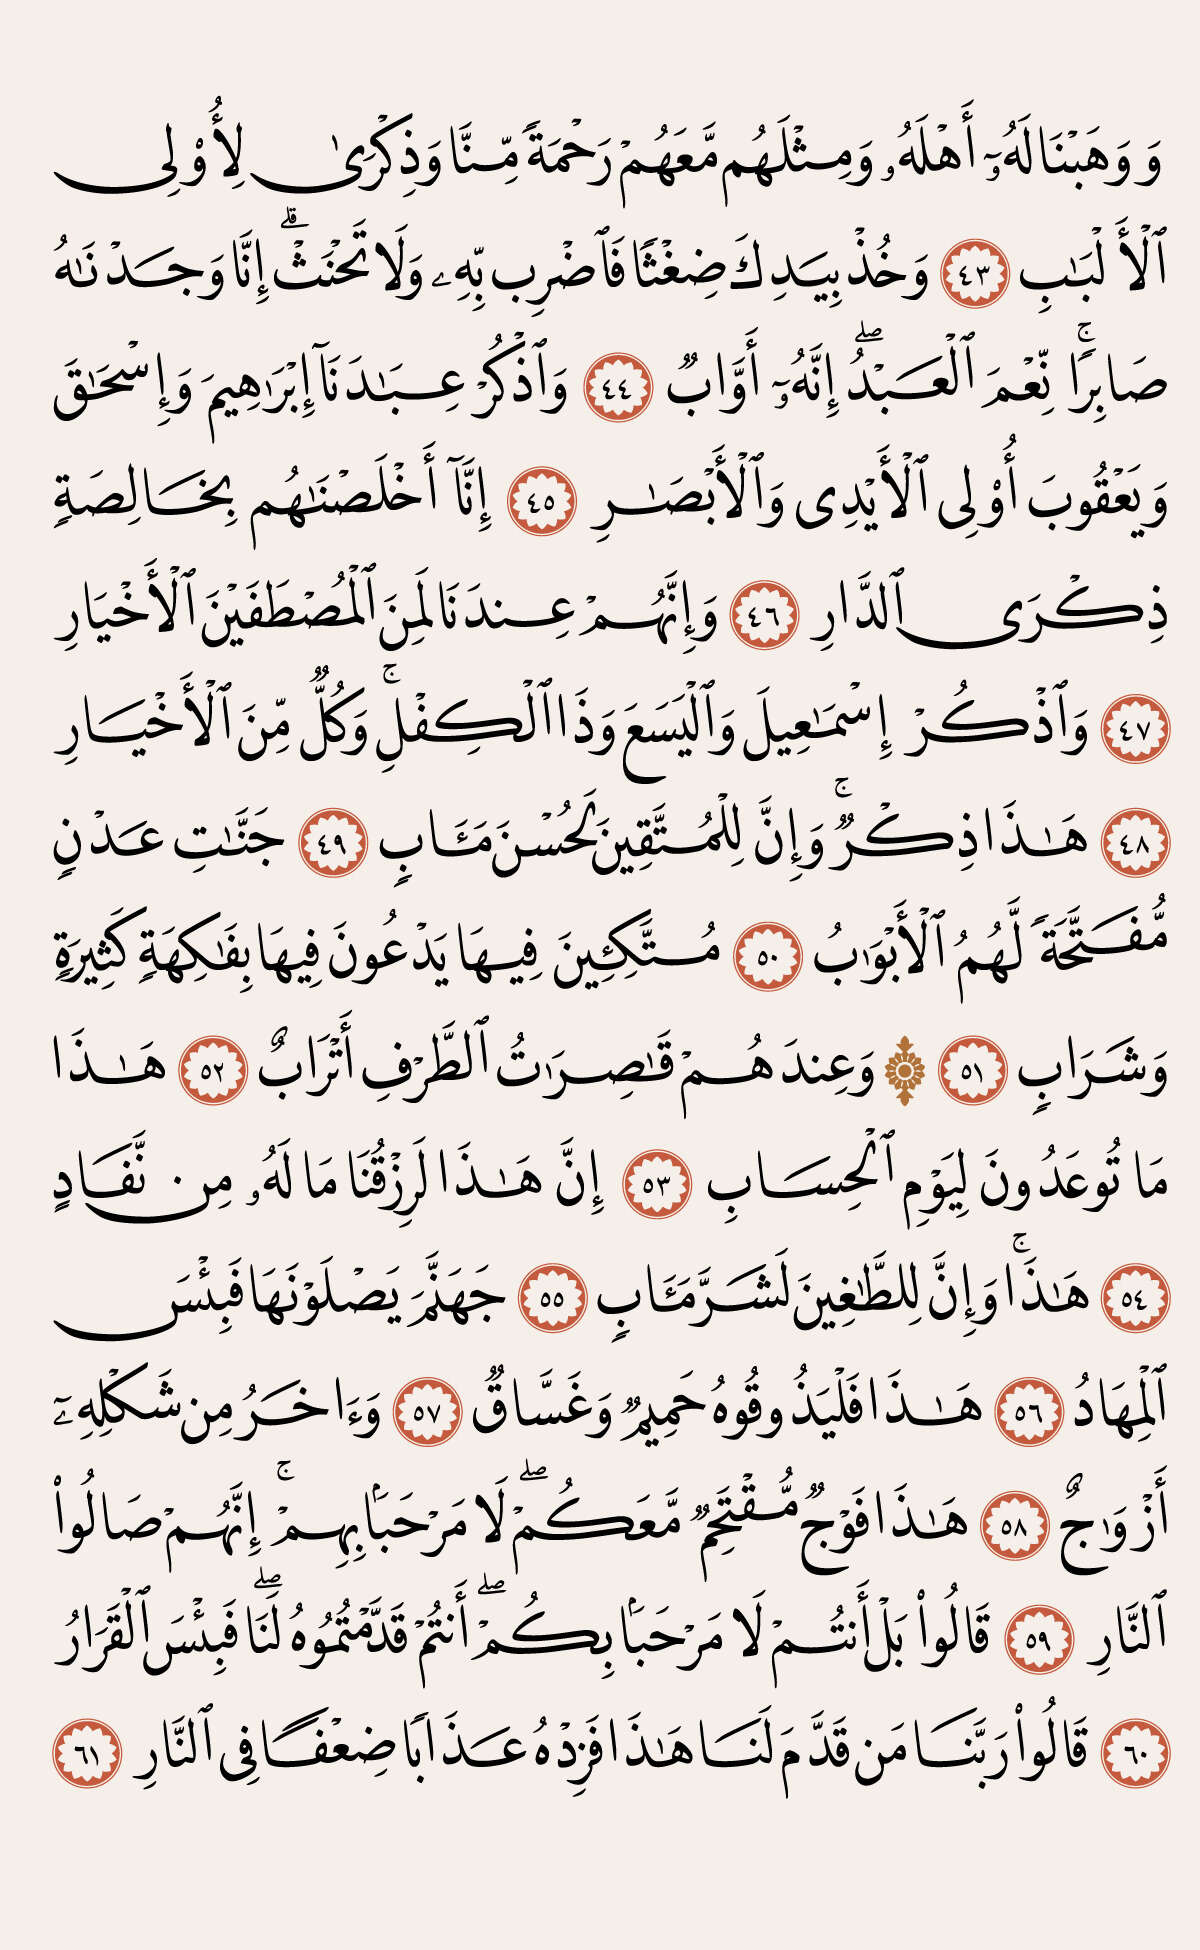 وَوَهَبْنَا لَهُۥٓ أَهْلَهُۥ وَمِثْلَهُم مَّعَهُمْ رَحْمَةً مِّنَّا وَذِكْرَىٰ لِأُو۟لِى
ٱلْأَلْبَـٰبِ ٤٣ وَخُذْ بِيَدِكَ ضِغْثًا فَٱضْرِب بِّهِۦ وَلَا تَحْنَثْ ۗ إِنَّا وَجَدْنَـٰهُ
صَابِرًا ۚ نِّعْمَ ٱلْعَبْدُ ۖ إِنَّهُۥٓ أَوَّابٌ ٤٤ وَٱذْكُرْ عِبَـٰدَنَآ إِبْرَٰهِيمَ وَإِسْحَـٰقَ
وَيَعْقُوبَ أُو۟لِى ٱلْأَيْدِى وَٱلْأَبْصَـٰرِ ٤٥ إِنَّآ أَخْلَصْنَـٰهُم بِخَالِصَةٍ
ذِكْرَى ٱلدَّارِ ٤٦ وَإِنَّهُمْ عِندَنَا لَمِنَ ٱلْمُصْطَفَيْنَ ٱلْأَخْيَارِ
٤٧ وَٱذْكُرْ إِسْمَـٰعِيلَ وَٱلْيَسَعَ وَذَا ٱلْكِفْلِ ۚ وَكُلٌّ مِّنَ ٱلْأَخْيَارِ
٤٨ هَـٰذَا ذِكْرٌ ۚ وَإِنَّ لِلْمُتَّقِينَ لَحُسْنَ مَـَٔابٍ ٤٩ جَنَّـٰتِ عَدْنٍ
مُّفَتَّحَةً لَّهُمُ ٱلْأَبْوَٰبُ ٥٠ مُتَّكِـِٔينَ فِيهَا يَدْعُونَ فِيهَا بِفَـٰكِهَةٍ كَثِيرَةٍ
وَشَرَابٍ ٥١ ۞ وَعِندَهُمْ قَـٰصِرَٰتُ ٱلطَّرْفِ أَتْرَابٌ ٥٢ هَـٰذَا
مَا تُوعَدُونَ لِيَوْمِ ٱلْحِسَابِ ٥٣ إِنَّ هَـٰذَا لَرِزْقُنَا مَا لَهُۥ مِن نَّفَادٍ
٥٤ هَـٰذَا ۚ وَإِنَّ لِلطَّـٰغِينَ لَشَرَّ مَـَٔابٍ ٥٥ جَهَنَّمَ يَصْلَوْنَهَا فَبِئْسَ
ٱلْمِهَادُ ٥٦ هَـٰذَا فَلْيَذُوقُوهُ حَمِيمٌ وَغَسَّاقٌ ٥٧ وَءَاخَرُ مِن شَكْلِهِۦٓ
أَزْوَٰجٌ ٥٨ هَـٰذَا فَوْجٌ مُّقْتَحِمٌ مَّعَكُمْ ۖ لَا مَرْحَبًۢا بِهِمْ ۚ إِنَّهُمْ صَالُوا۟
ٱلنَّارِ ٥٩ قَالُوا۟ بَلْ أَنتُمْ لَا مَرْحَبًۢا بِكُمْ ۖ أَنتُمْ قَدَّمْتُمُوهُ لَنَا ۖ فَبِئْسَ ٱلْقَرَارُ
٦٠ قَالُوا۟ رَبَّنَا مَن قَدَّمَ لَنَا هَـٰذَا فَزِدْهُ عَذَابًا ضِعْفًا فِى ٱلنَّارِ ٦١